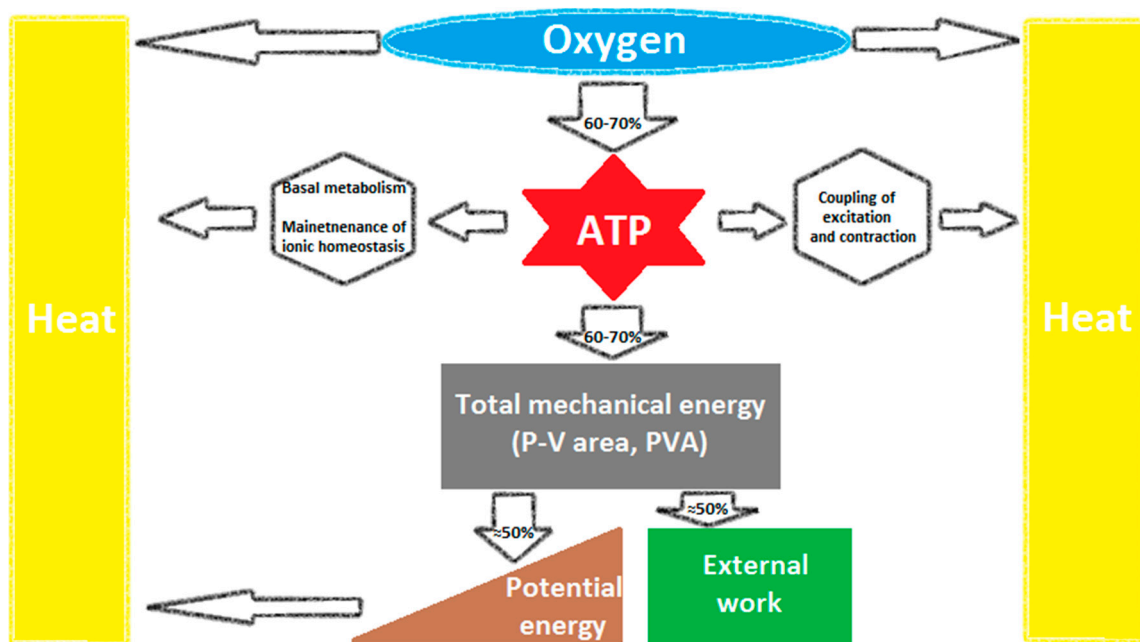 Oxygen
60-70%
Basal metabolism
Mainetnenance of
ionic homeostasis
ATP
Coupling of
excitation
and contraction
Heat
Heat
60-70%
Total mechanical energy
(P-V area, PVA)
≈50%
≈50%
Potential
energy
External
work